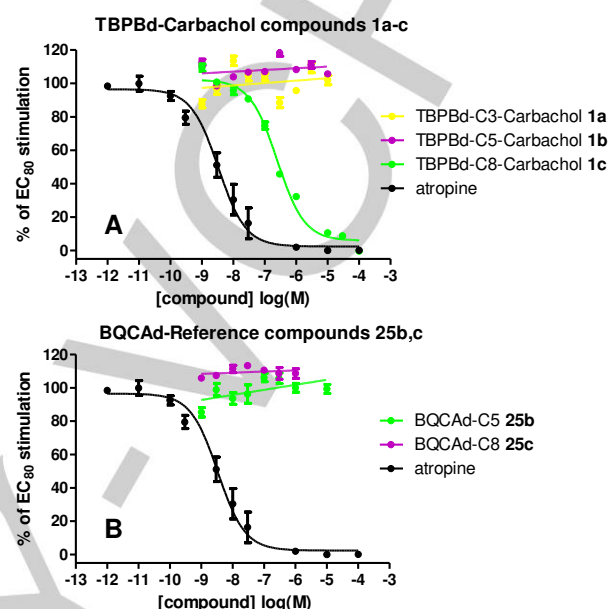 TBPBd-Carbachol compounds 1a-c
% of EC80 stimulation
120
100
80
60
40
20
0
A
-13 -12 -11 -10 -9 -8 -7 -6 -5 -4 -3
[compound] log(M)
TBPBd-C3-Carbachol 1a
TBPBd-C5-Carbachol 1b
TBPBd-C8-Carbachol 1c
atropine
BQCAd-Reference compounds 25b,c
% of EC80 stimulation
120
100
80
60
40
20
0
B
-13 -12 -11 -10 -9 -8 -7 -6 -5 -4 -3
[compound] log(M)
BQCAd-C5 25b
BQCAd-C8 25c
atropine